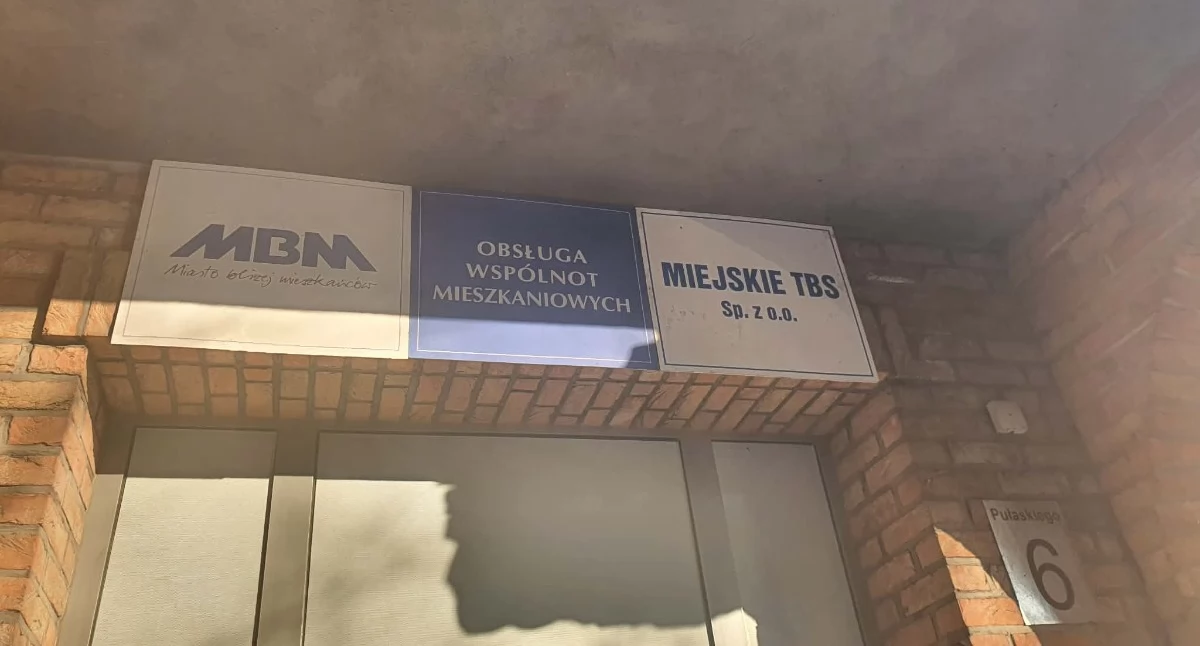 MBM
Miasto bliżej mieszkańców
OBSŁUGA
WSPÓLNOT
MIESZKANIOWYCH
MIEJSKIE TBS
Sp. z o.o.
Pułaskiego
6